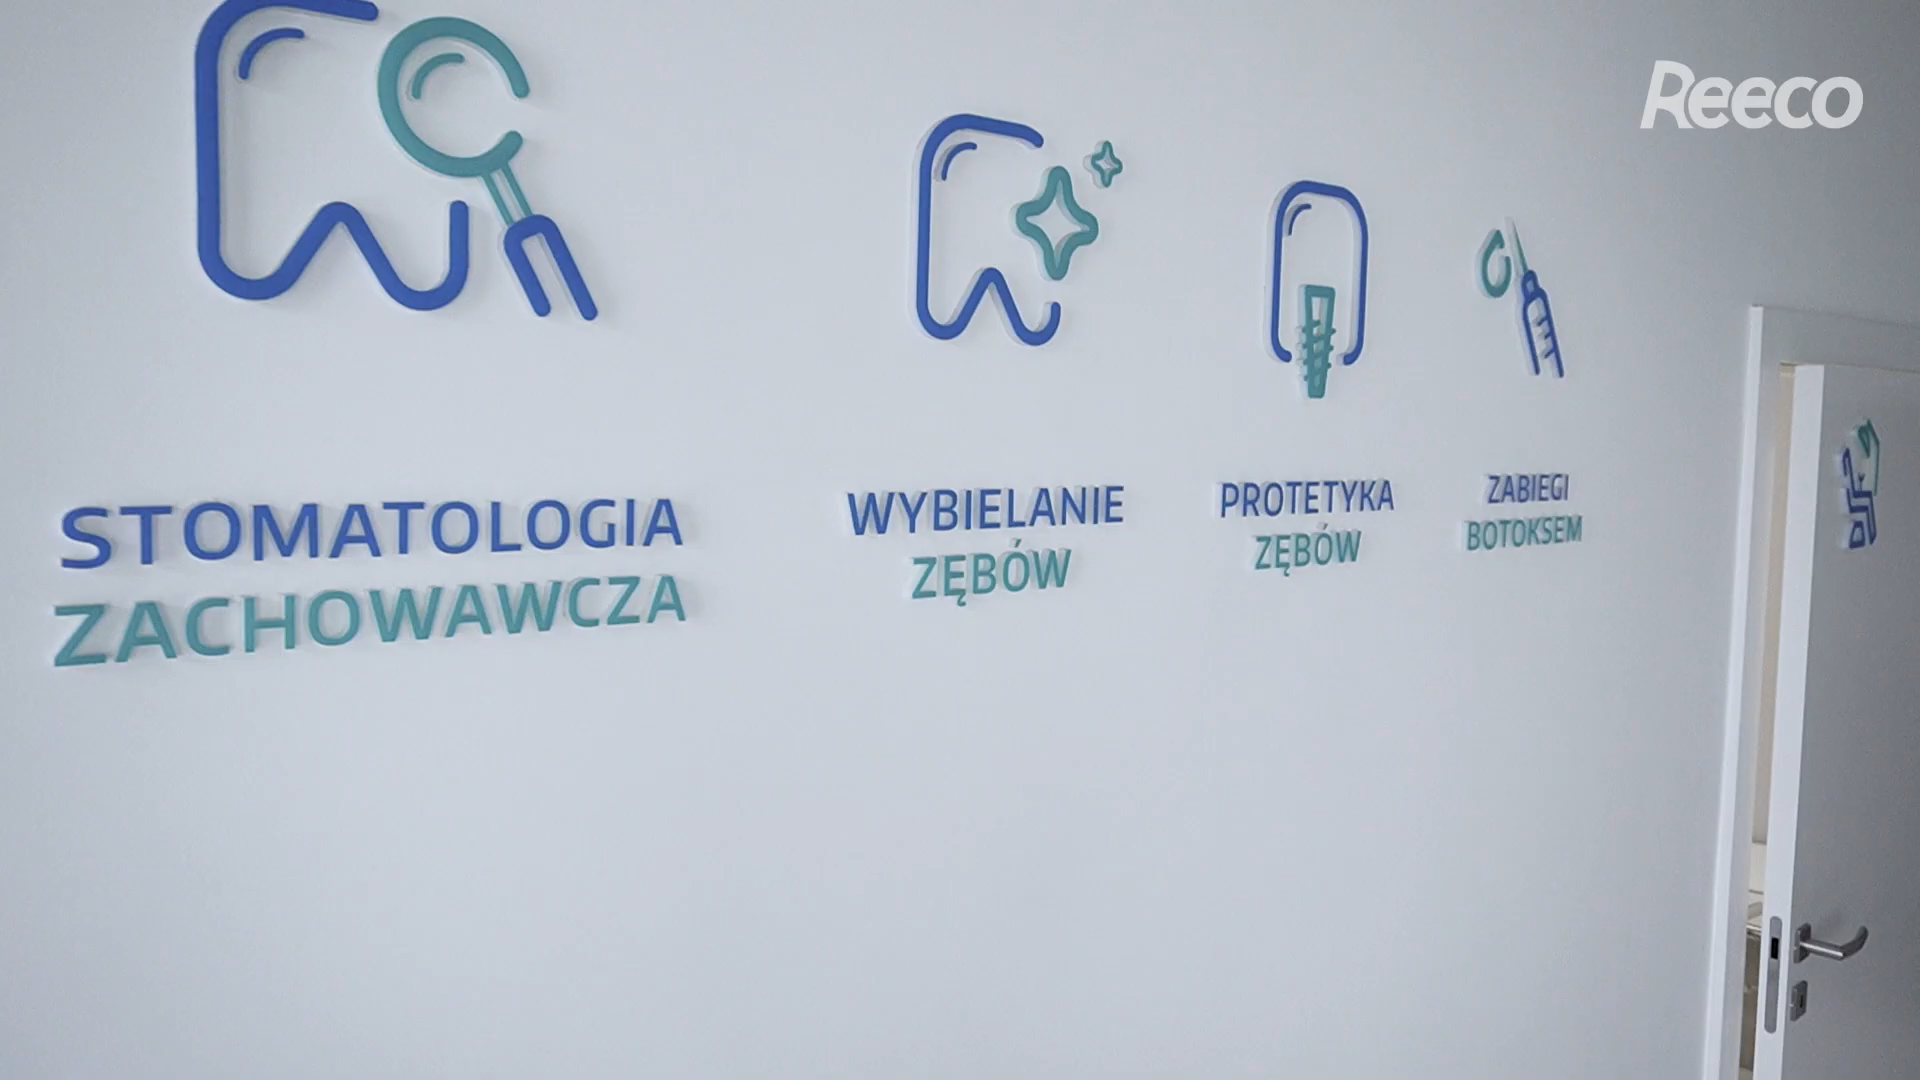 Reeco
STOMATOLOGIA
ZACHOWAWCZA
WYBIELANIE
ZĘBÓW
PROTETYKA
ZĘBÓW
ZABIEGI
BOTOKSEM